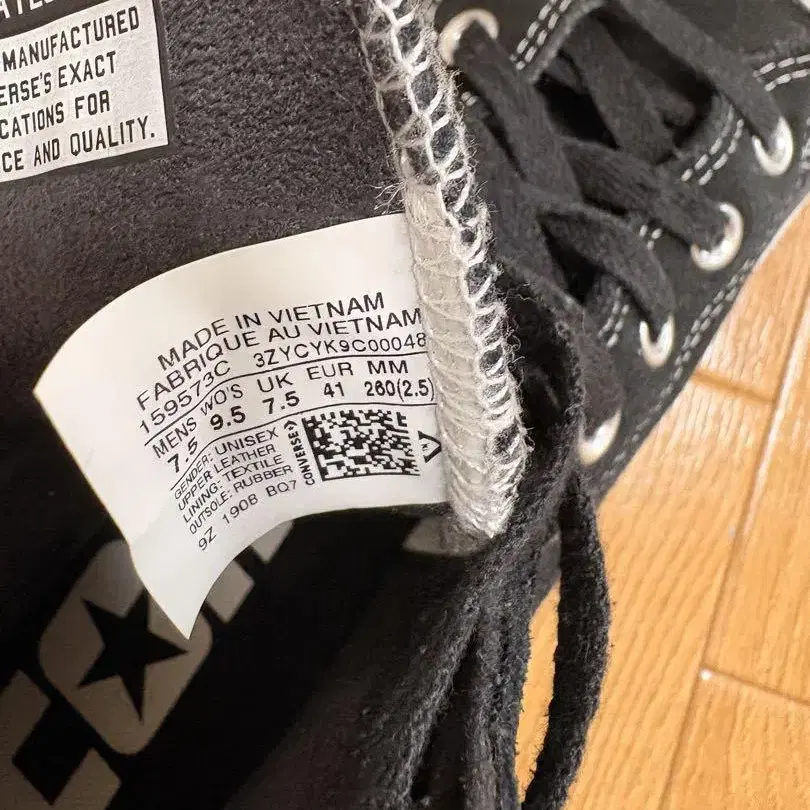 MANUFACTURED
ERSE'S EXACT
CATIONS FOR
CE AND QUALITY.
MADE IN VIETNAM
FABRIQUE AU VIETNAM
159573C 3ZYCYK9C00048
MENS WO'S UK EUR MM
7.5 9.5 7.5 41 260(2.5)
GENDER: UNISEX
UPPER LEATHER
LINING: TEXTILE
OUTSOLE: RUBBER
CONVERSE
9Z 1908 BQ7
CON